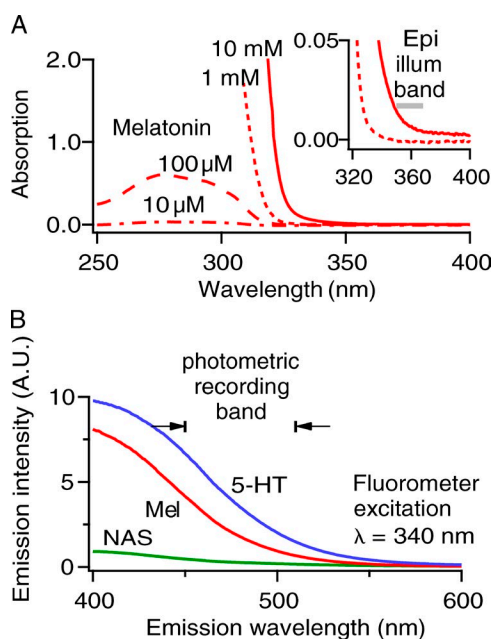 A
Absorption
2.0
1.0
0.0
Melatonin
100 µM
10 µM
1 mM
10 mM
0.05
0.00
Epi
illum
band
320
360
400
250
300
350
400
Wavelength (nm)
B
photometric
recording
band
Emission intensity (A.U.)
10
5
0
5-HT
Mel
NAS
Fluorometer
excitation
λ = 340 nm
400
500
600
Emission wavelength (nm)